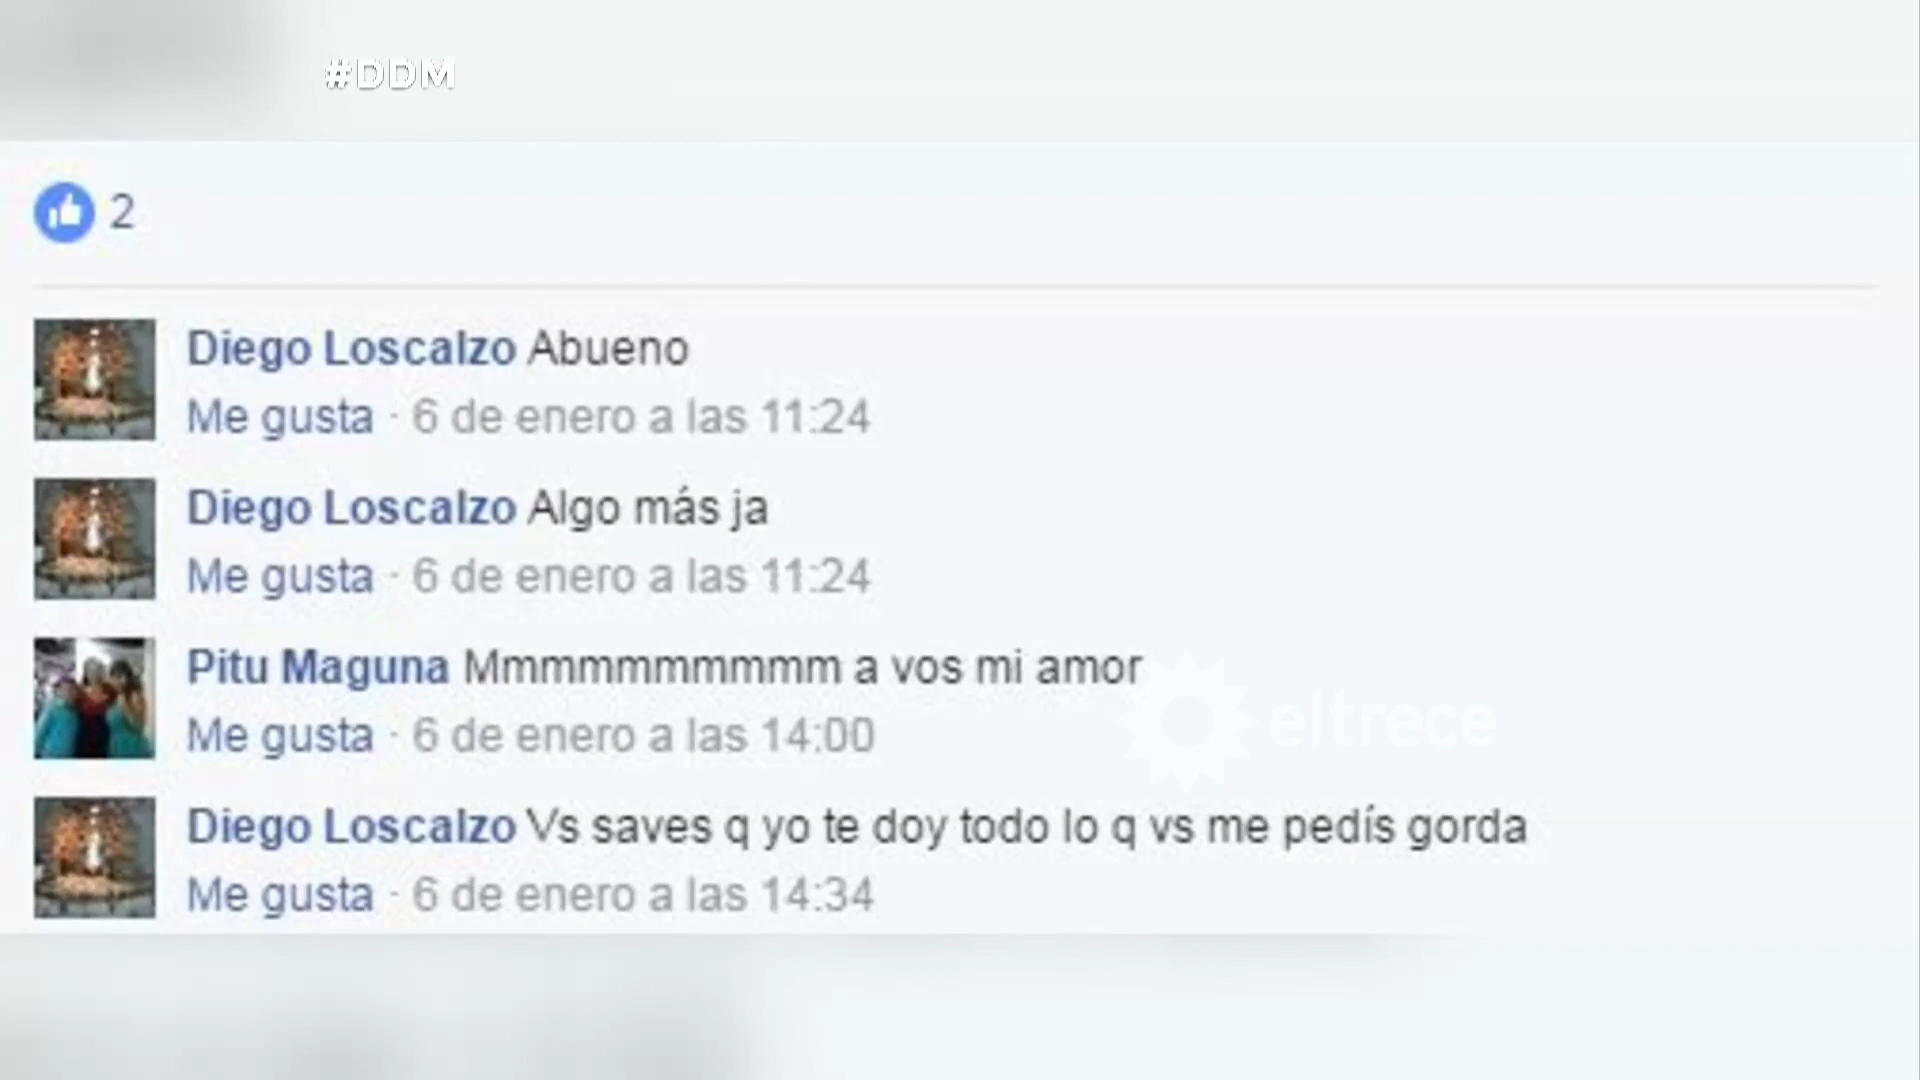 #DDM
2
Diego Loscalzo Abueno
Me gusta · 6 de enero a las 11:24
Diego Loscalzo Algo más ja
Me gusta · 6 de enero a las 11:24
Pitu Maguna Mmmmmmmmmm a vos mi amor
Me gusta · 6 de enero a las 14:00
eltrece
Diego Loscalzo Vs saves q yo te doy todo lo q vs me pedís gorda
Me gusta · 6 de enero a las 14:34